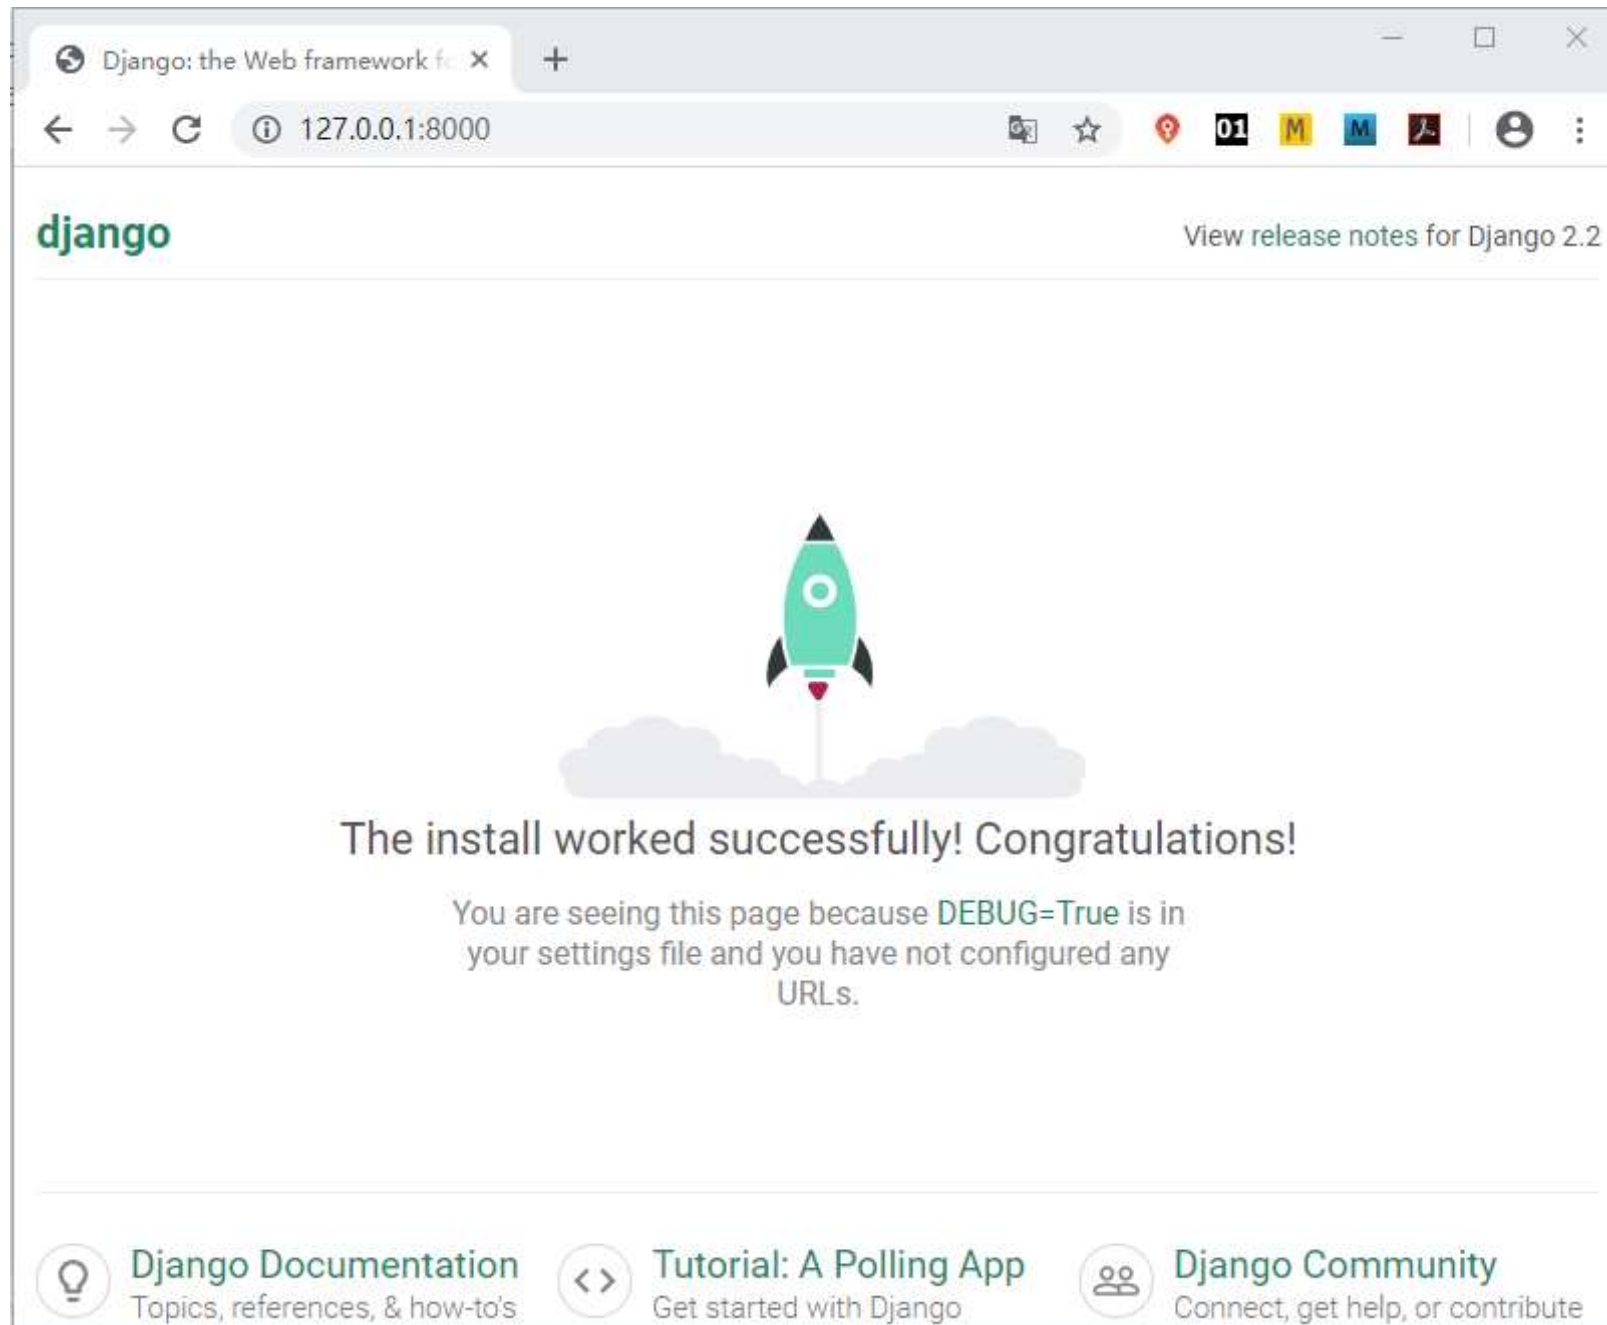 Django: the Web framework fo
127.0.0.1:8000
01 M M
django
View release notes for Django 2.2
The install worked successfully! Congratulations!
You are seeing this page because DEBUG=True is in
your settings file and you have not configured any
URLs.
Django Documentation
Topics, references, & how-to's
Tutorial: A Polling App
Get started with Django
Django Community
Connect, get help, or contribute